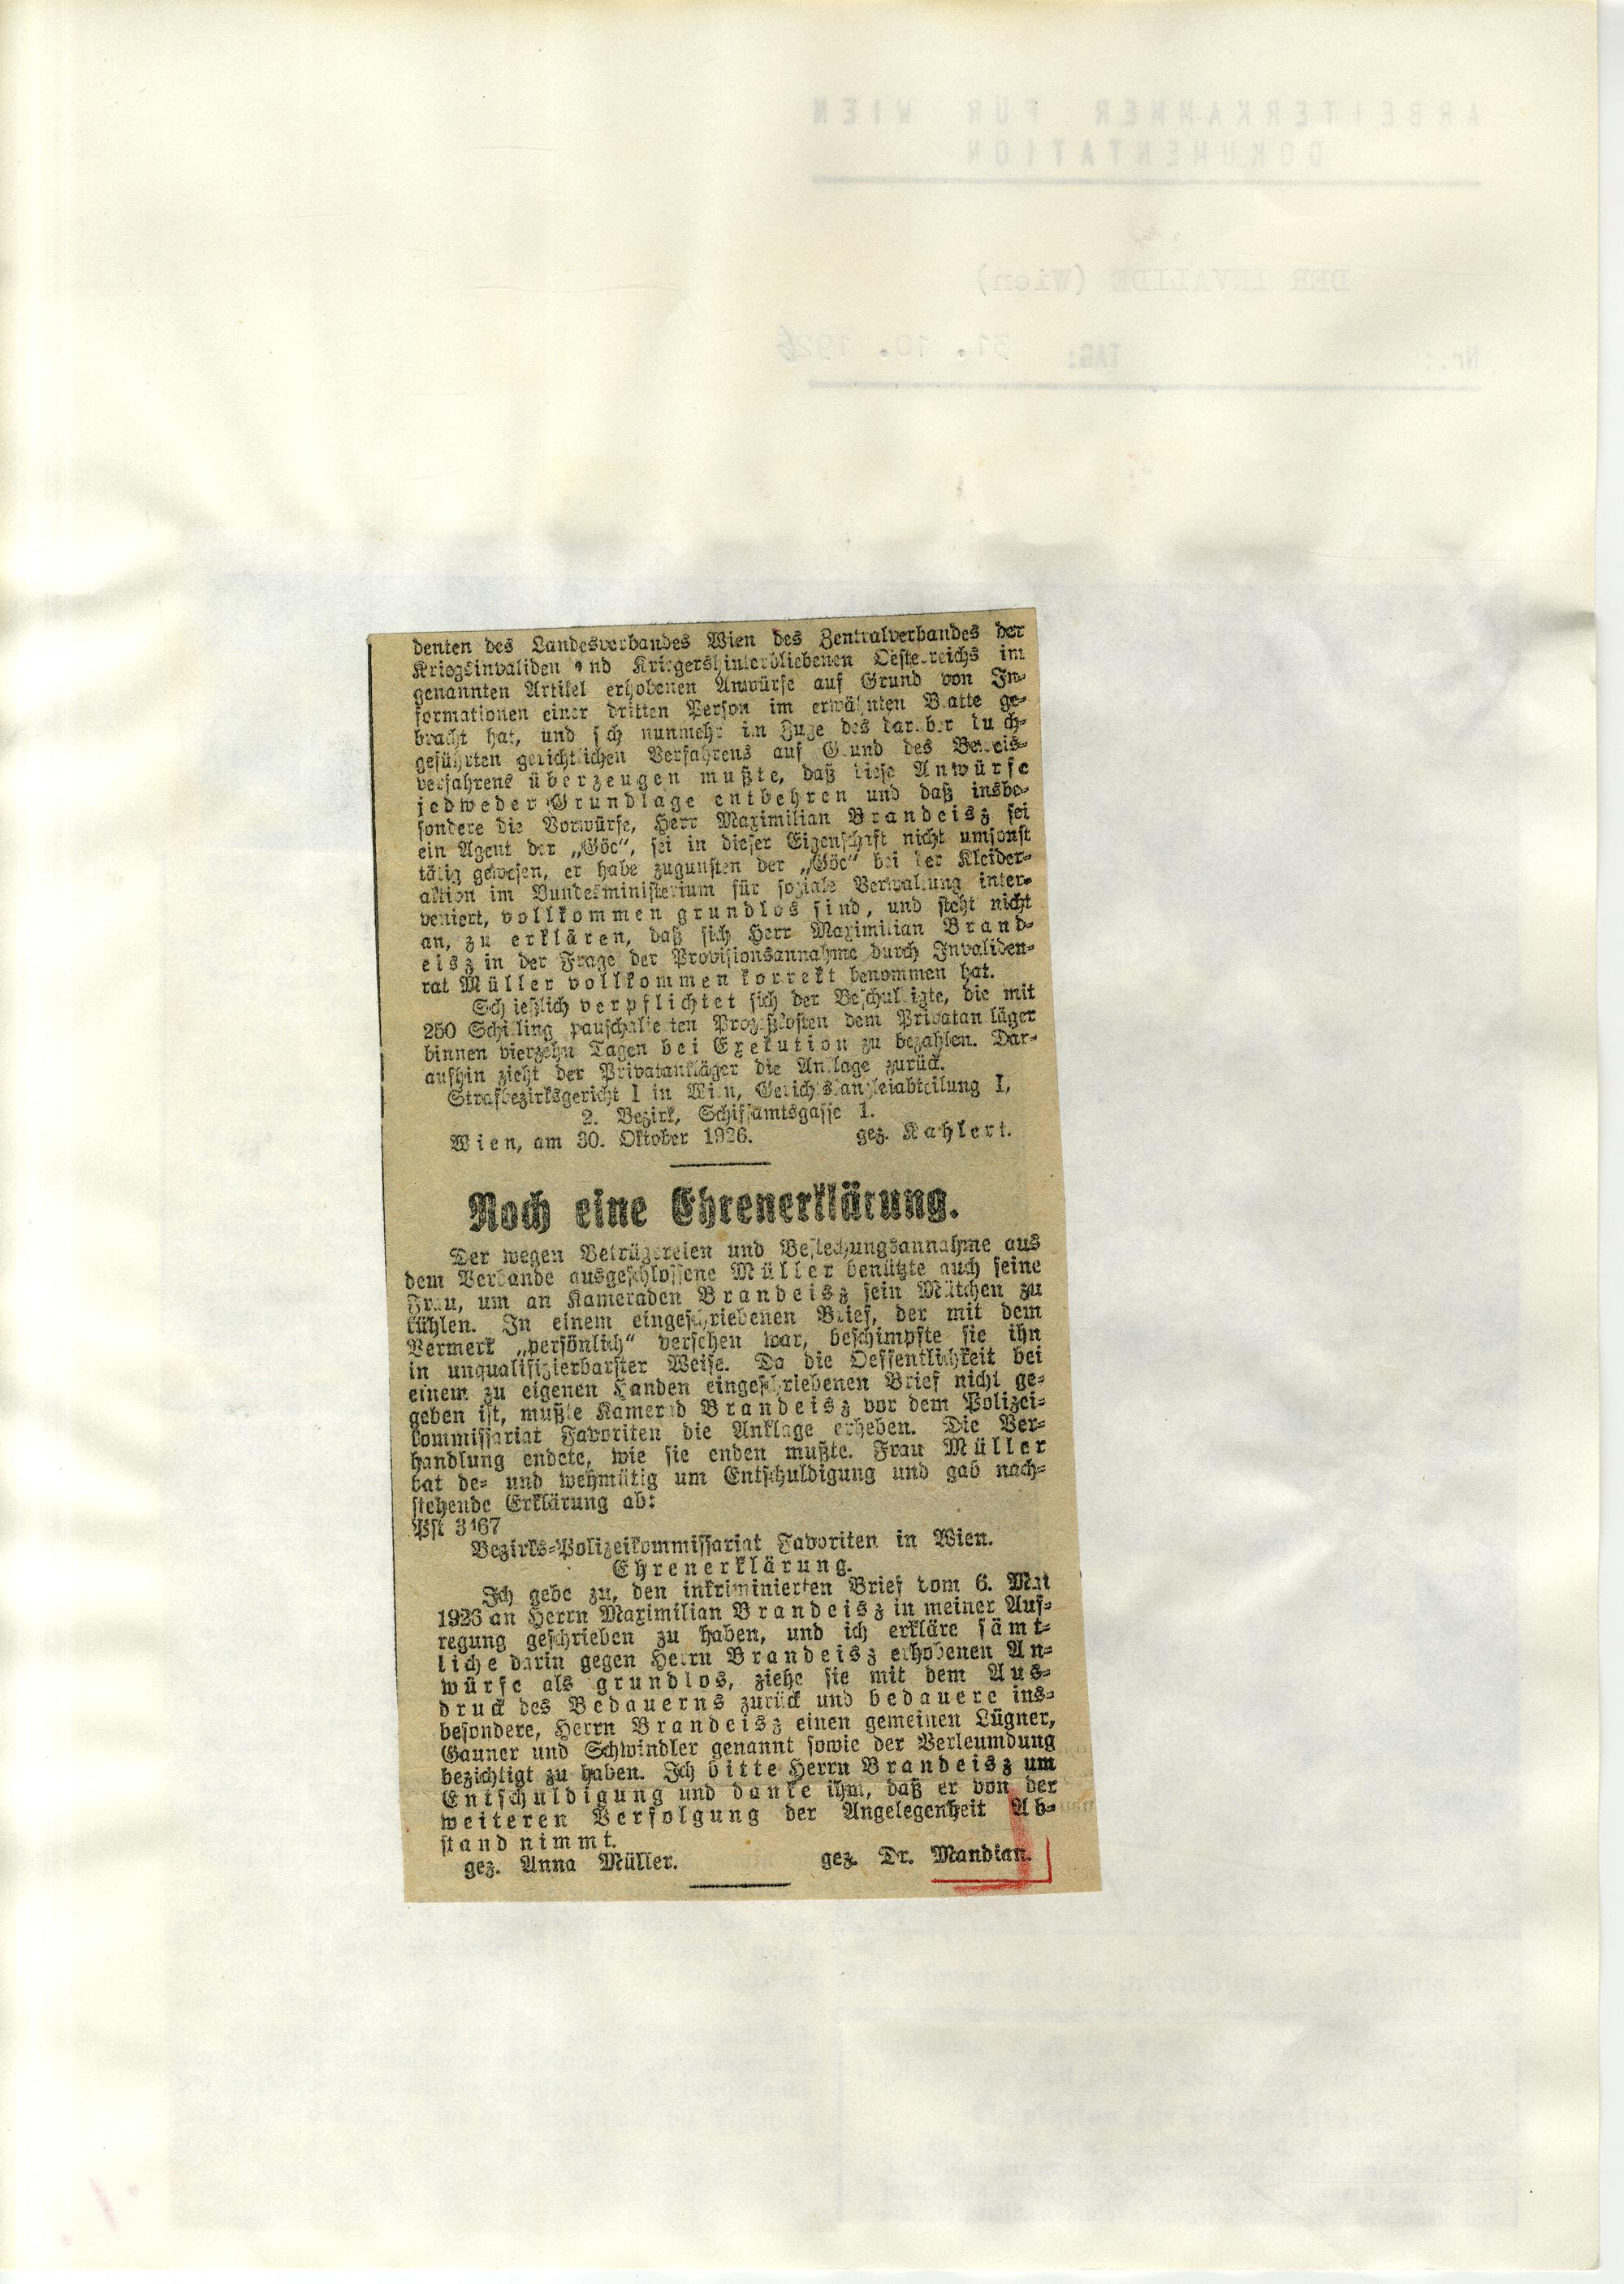 denten des Landesverbandes Wien des Zentralverbandes der
Kriegsinvaliden und Kriegershinterbliebenen Oesterreichs im
genannten Artikel erhobenen Anwürfe auf Grund von In-
formationen einer dritten Person im erwähnten Blatte ge-
bracht hat, und sich nunmehr im Zuge des darüber durch-
geführten gerichtlichen Verfahrens auf Grund des Beweis-
verfahrens überzeugen mußte, daß diese Anwürfe
jedweder Grundlage entbehren und daß insbe-
sondere die Vorwürfe, Herr Maximilian Brandeisz sei
ein Agent der „Göc“, sei in dieser Eigenschaft nicht umsonst
tätig gewesen, er habe zugunsten der „Göc“ bei der Kleider-
aktion im Bundesministerium für soziale Verwaltung inter-
veniert, vollkommen grundlos sind, und steht nicht
an, zu erklären, daß sich Herr Maximilian Brand-
eisz in der Frage der Provisionsannahme durch Invaliden-
rat Müller vollkommen korrekt benommen hat.
Schließlich verpflichtet sich der Beschuldigte, die mit
250 Schilling pauschalierten Prozeßkosten dem Privatankläger
binnen vierzehn Tagen bei Exekution zu bezahlen. Dar-
aufhin zieht der Privatankläger die Anklage zurück.
Strafbezirksgericht I in Wien, Gerichtskanzleiabteilung I,
2. Bezirk, Schiffamtsgasse 1.
Wien, am 30. Oktober 1926. gez. Kahlert.
Noch eine Ehrenerklärung.
Der wegen Betrügereien und Bestechungsannahme aus
dem Verbande ausgeschlossene Müller benützte auch seine
Frau, um an Kameraden Brandeisz sein Mütchen zu
kühlen. In einem eingeschriebenen Brief, der mit dem
Vermerk „persönlich“ versehen war, beschimpfte sie ihn
in unqualifizierbarster Weise. Da die Oeffentlichkeit bei
einem zu eigenen Handen eingeschriebenen Brief nicht ge-
geben ist, mußte Kamerad Brandeisz vor dem Polizei-
kommissariat Favoriten die Anklage erheben. Die Ver-
handlung endete, wie sie enden mußte. Frau Müller
bat de- und wehmütig um Entschuldigung und gab nach-
stehende Erklärung ab:
Pst 3167
Bezirks-Polizeikommissariat Favoriten in Wien.
Ehrenerklärung.
Ich gebe zu, den inkriminierten Brief vom 6. Mai
1926 an Herrn Maximilian Brandeisz in meiner Auf-
regung geschrieben zu haben, und ich erkläre sämt-
liche darin gegen Herrn Brandeisz erhobenen An-
würfe als grundlos, ziehe sie mit dem Aus-
druck des Bedauerns zurück und bedauere ins-
besondere, Herrn Brandeisz einen gemeinen Lügner,
Gauner und Schwindler genannt sowie der Verleumdung
bezichtigt zu haben. Ich bitte Herrn Brandeisz um
Entschuldigung und danke ihm, daß er von der
weiteren Verfolgung der Angelegenheit Ab-
stand nimmt.
gez. Anna Müller. gez. Dr. Mandian.